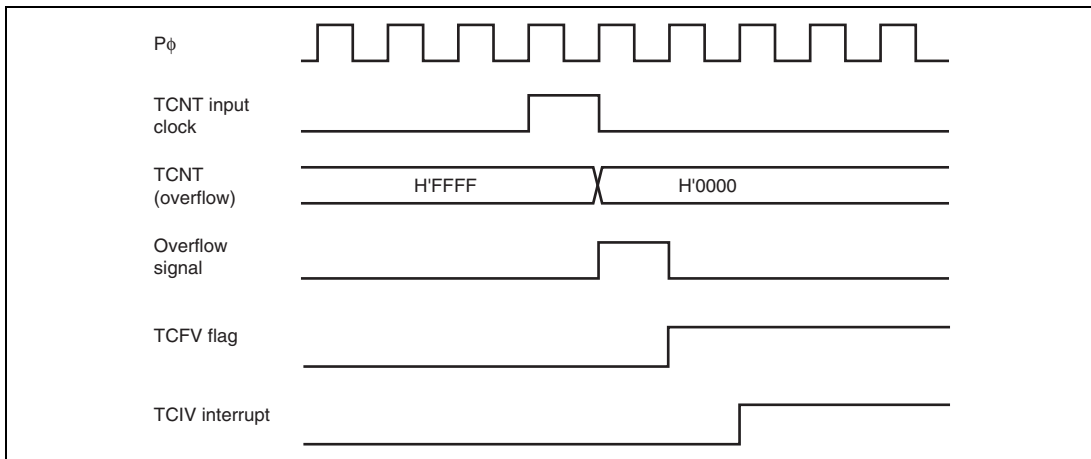 Pφ
TCNT input
clock
TCNT
(overflow)
H'FFFF
H'0000
Overflow
signal
TCFV flag
TCIV interrupt